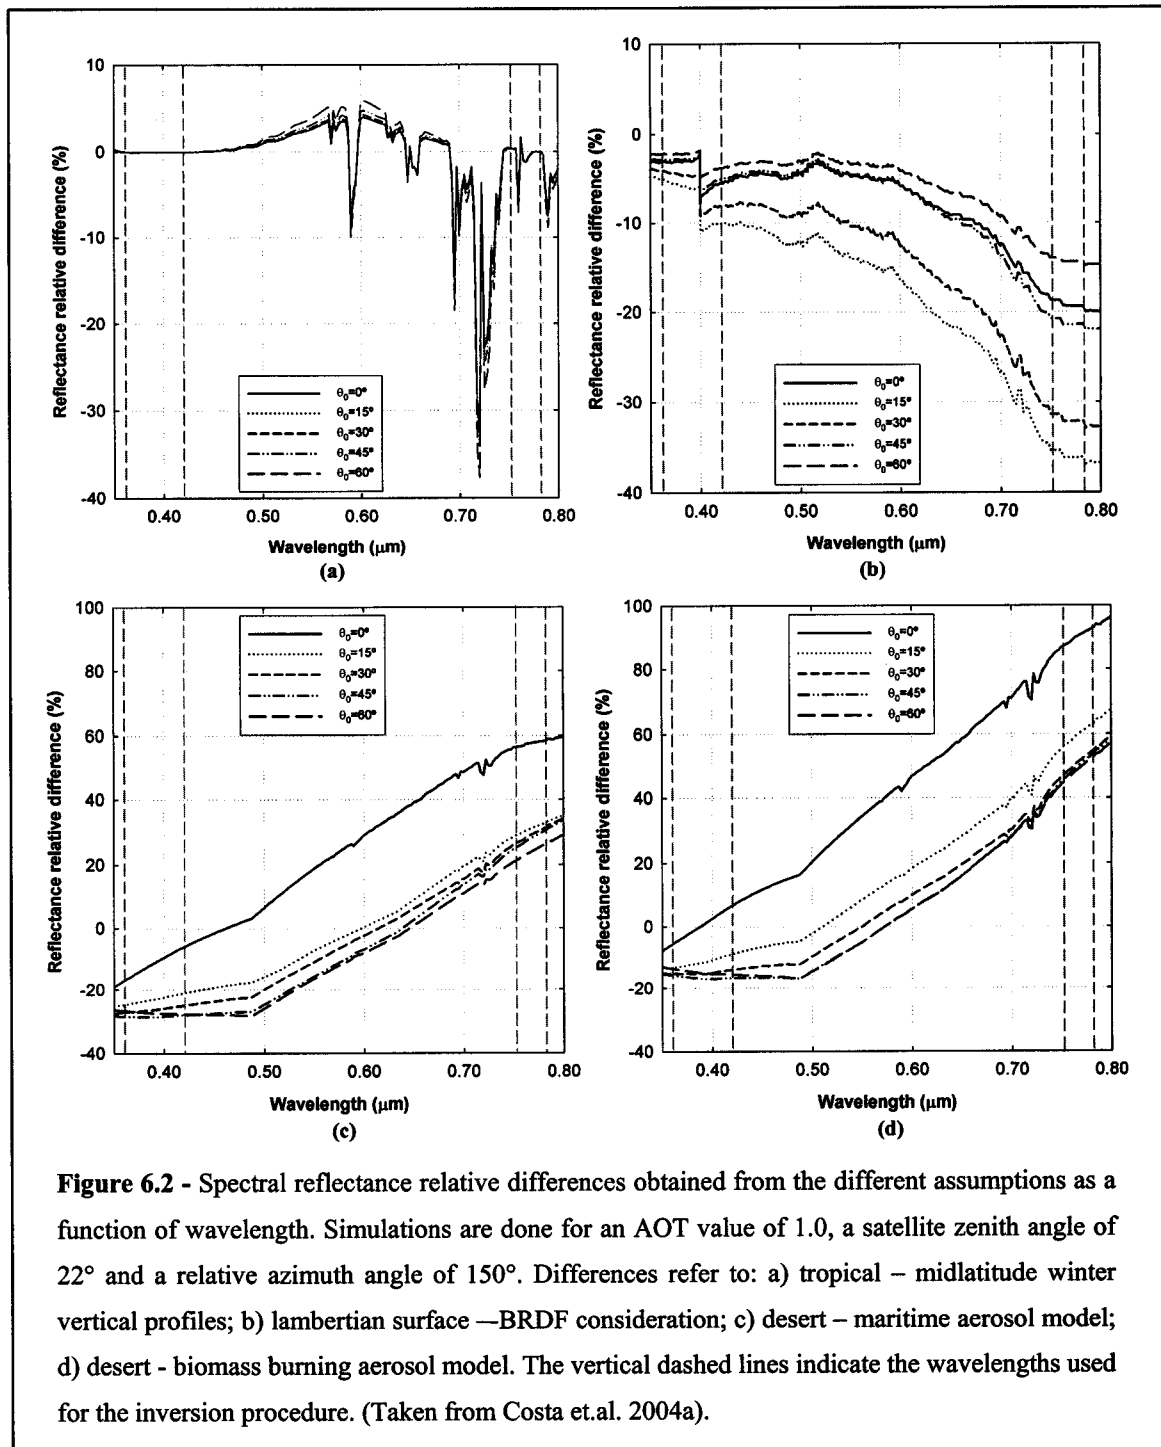 10
0
-10
-20
-30
-40
Reflectance relative difference (%)
θ₀=0°
θ₀=15°
θ₀=30°
θ₀=45°
θ₀=60°
0.40 0.50 0.60 0.70 0.80
Wavelength (μm)
(a)
10
0
-10
-20
-30
-40
Reflectance relative difference (%)
θ₀=0°
θ₀=15°
θ₀=30°
θ₀=45°
θ₀=60°
0.40 0.50 0.60 0.70 0.80
Wavelength (μm)
(b)
100
80
60
40
20
0
-20
-40
Reflectance relative difference (%)
θ₀=0°
θ₀=15°
θ₀=30°
θ₀=45°
θ₀=60°
0.40 0.50 0.60 0.70 0.80
Wavelength (μm)
(c)
100
80
60
40
20
0
-20
-40
Reflectance relative difference (%)
θ₀=0°
θ₀=15°
θ₀=30°
θ₀=45°
θ₀=60°
0.40 0.50 0.60 0.70 0.80
Wavelength (μm)
(d)
Figure 6.2 - Spectral reflectance relative differences obtained from the different assumptions as a
function of wavelength. Simulations are done for an AOT value of 1.0, a satellite zenith angle of
22° and a relative azimuth angle of 150°. Differences refer to: a) tropical – midlatitude winter
vertical profiles; b) lambertian surface —BRDF consideration; c) desert – maritime aerosol model;
d) desert - biomass burning aerosol model. The vertical dashed lines indicate the wavelengths used
for the inversion procedure. (Taken from Costa et.al. 2004a).